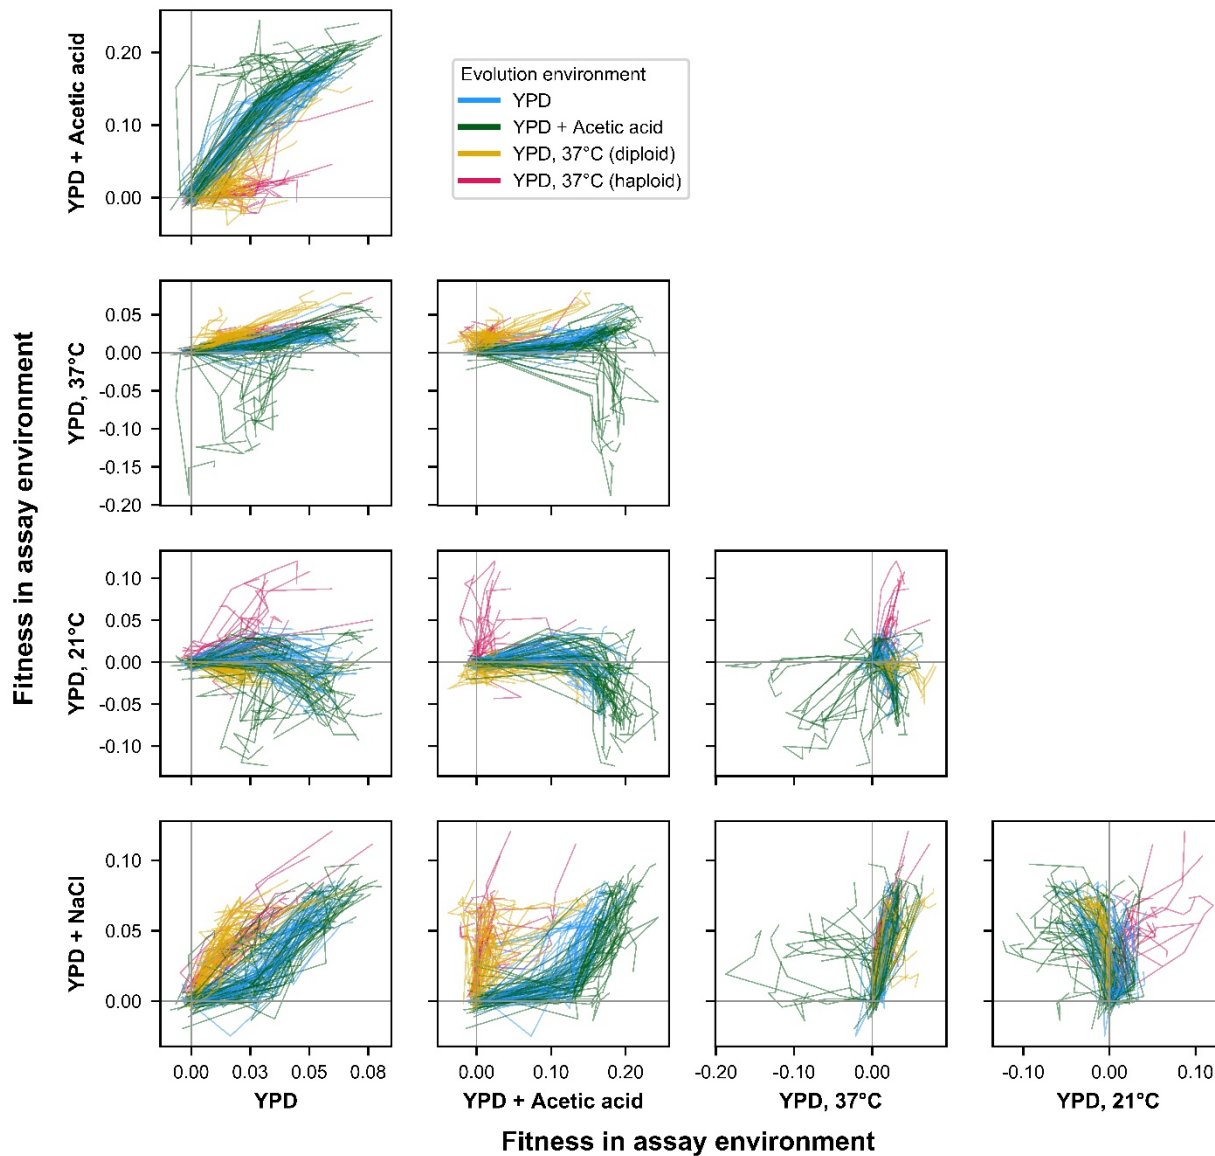 Fitness in assay environment
YPD + Acetic acid
0.20
0.10
0.00
Evolution environment
YPD
YPD + Acetic acid
YPD, 37°C (diploid)
YPD, 37°C (haploid)
YPD, 37°C
0.05
0.00
-0.05
-0.10
-0.15
-0.20
YPD, 21°C
0.10
0.05
0.00
-0.05
-0.10
YPD + NaCl
0.10
0.05
0.00
0.00 0.03 0.05 0.08 0.00 0.10 0.20 -0.20 -0.10 0.00 -0.10 0.00 0.10
YPD YPD + Acetic acid YPD, 37°C YPD, 21°C
Fitness in assay environment